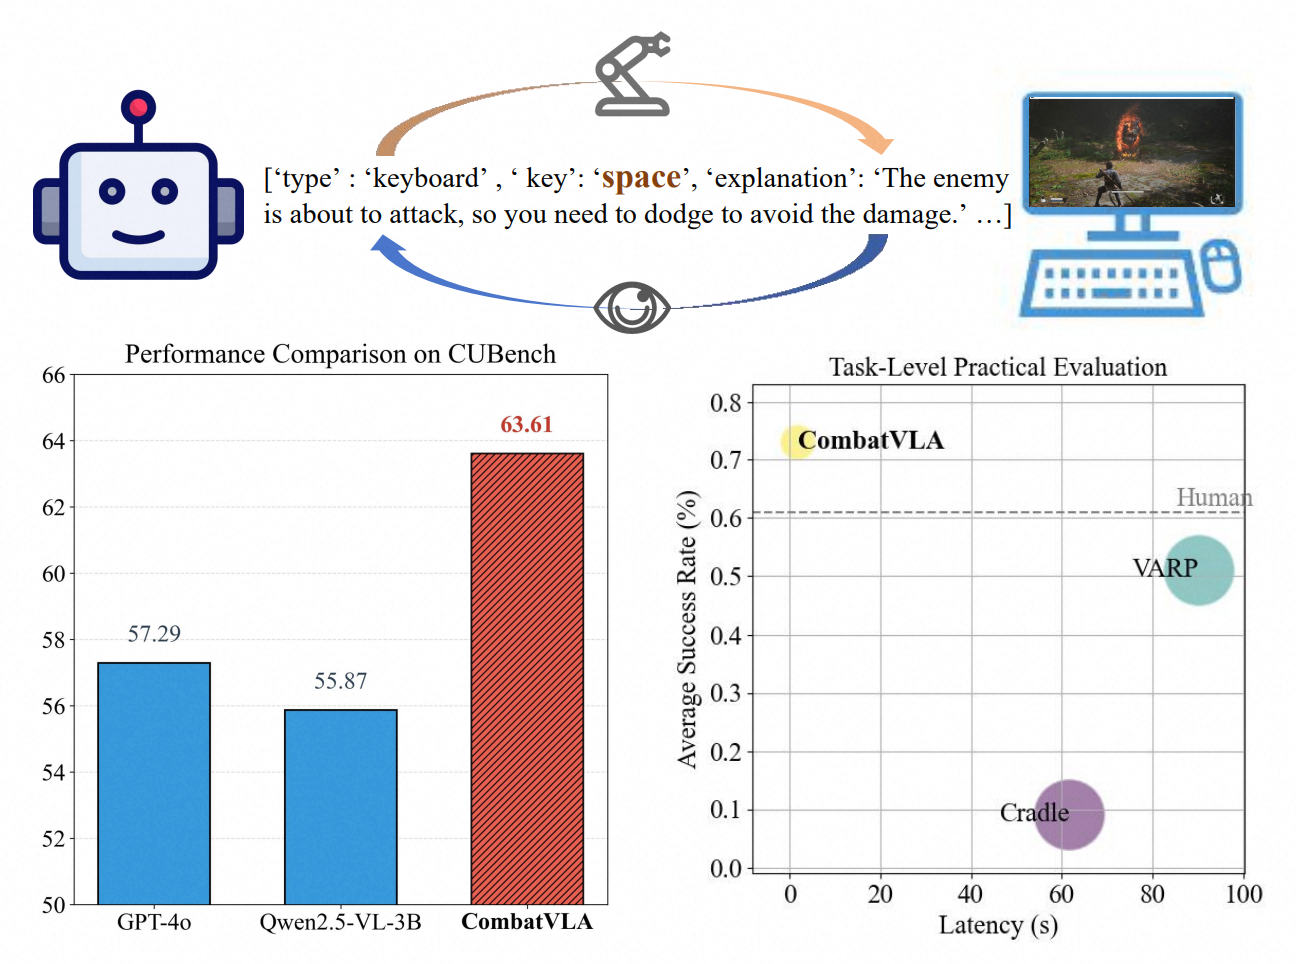 [‘type’ : ‘keyboard’ , ‘ key’: ‘space’, ‘explanation’: ‘The enemy
is about to attack, so you need to dodge to avoid the damage.’ …]
Performance Comparison on CUBench
66
64
62
60
58
56
54
52
50
57.29
55.87
63.61
GPT-4o
Qwen2.5-VL-3B
CombatVLA
Task-Level Practical Evaluation
Average Success Rate (%)
0.8
0.7
0.6
0.5
0.4
0.3
0.2
0.1
0.0
CombatVLA
Human
VARP
Cradle
0
20
40
60
80
100
Latency (s)